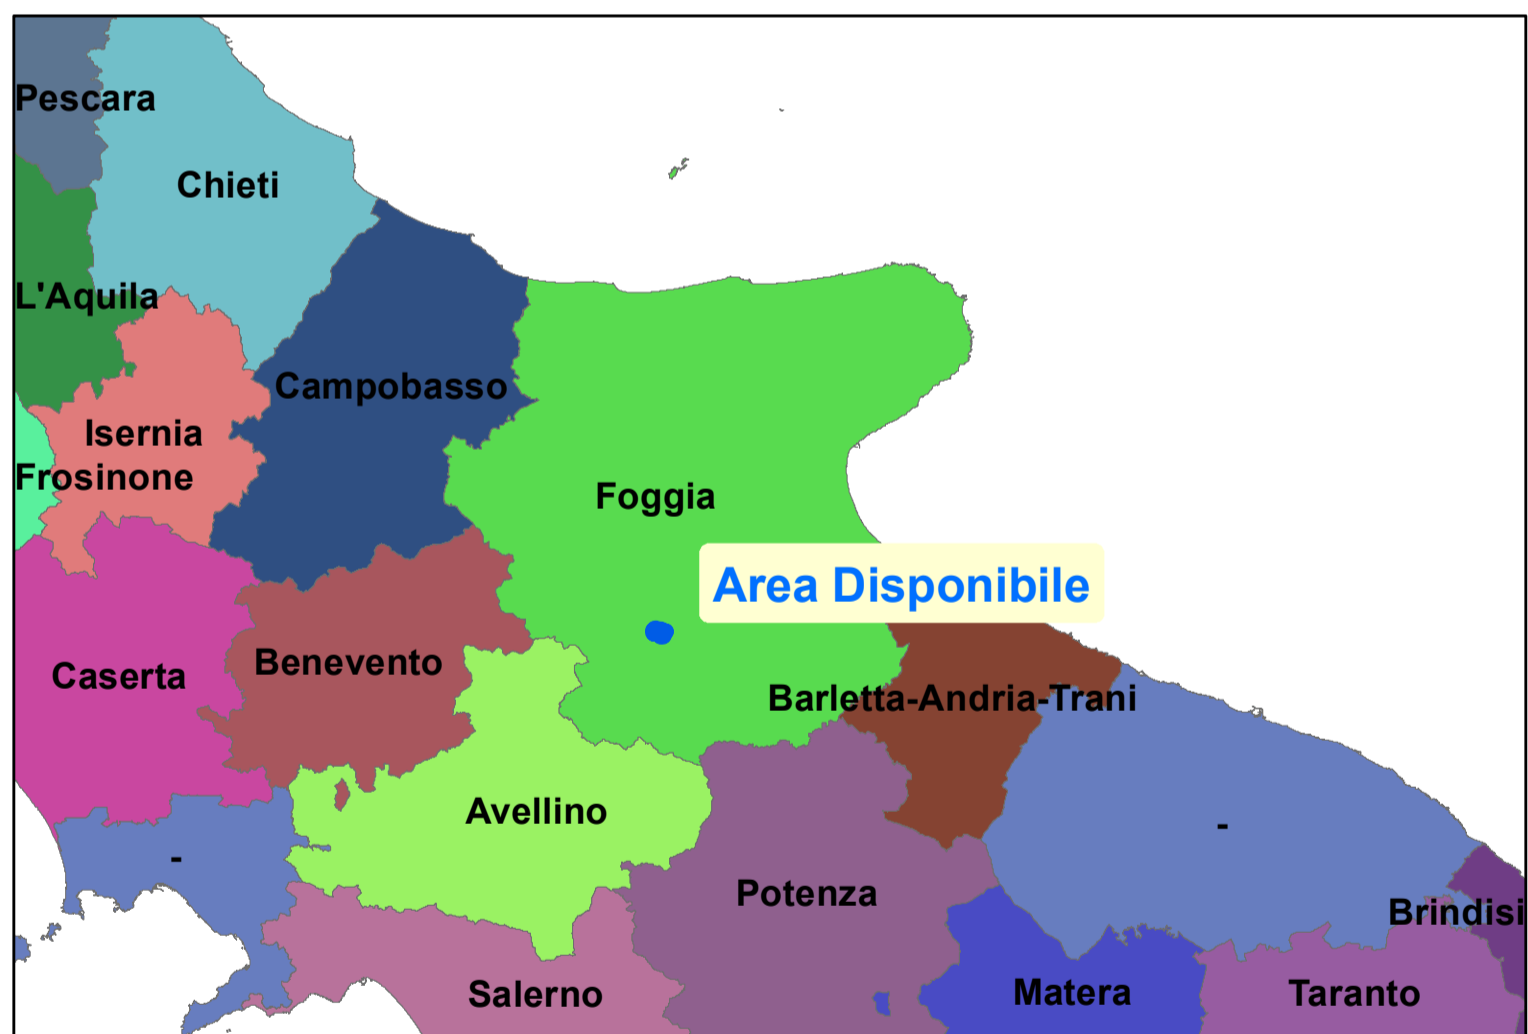 Pescara
Chieti
L'Aquila
Campobasso
Isernia
Frosinone
Foggia
Area Disponibile
Benevento
Caserta
Barletta-Andria-Trani
Avellino
-
-
Potenza
Brindisi
Salerno
Matera
Taranto